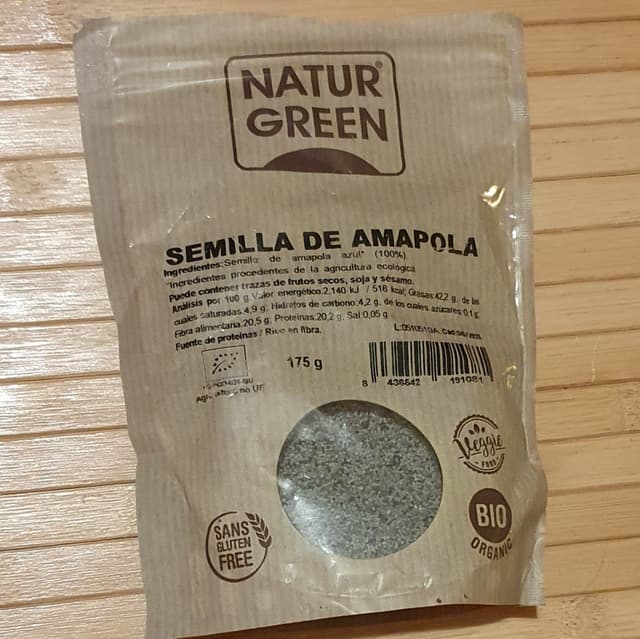 NATUR®
GREEN
SEMILLA DE AMAPOLA
Ingredientes: Semilla de amapola azul* (100%).
*Ingredientes procedentes de la agricultura ecológica
Puede contener trazas de frutos secos, soja y sésamo.
Análisis por 100 g Valor energético: 2.140 kJ / 518 kcal; Grasas: 42,2 g, de las
cuales saturadas: 4,9 g, Hidratos de carbono: 4,2 g, de los cuales azúcares: 0,1 g,
Fibra alimentaria: 20,5 g, Proteínas: 20,2 g, Sal 0,05 g
Fuente de proteínas / Rico en fibra.
175 g
8 436542 191081
no UE
Veggie
FOOD
SANS
GLUTEN
FREE
BIO
ORGANIC